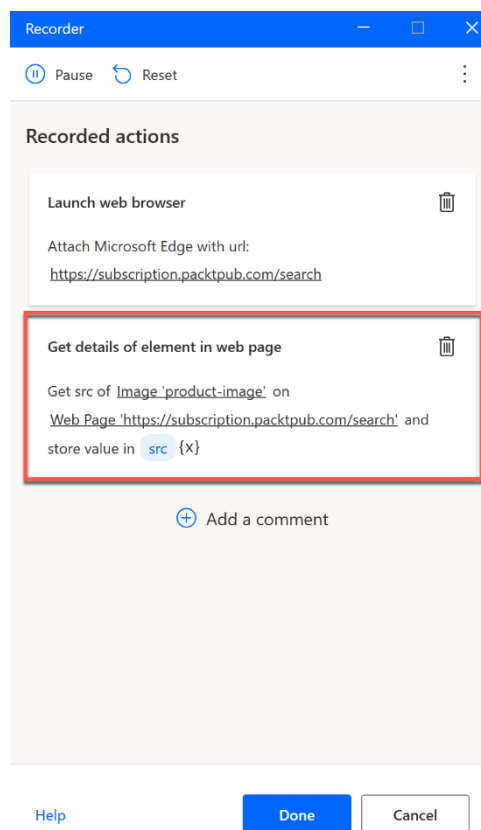 Recorder
Pause Reset
Recorded actions
Launch web browser
Attach Microsoft Edge with url:
https://subscription.packtpub.com/search
Get details of element in web page
Get src of Image 'product-image' on
Web Page 'https://subscription.packtpub.com/search' and
store value in src {x}
Add a comment
Help Done Cancel